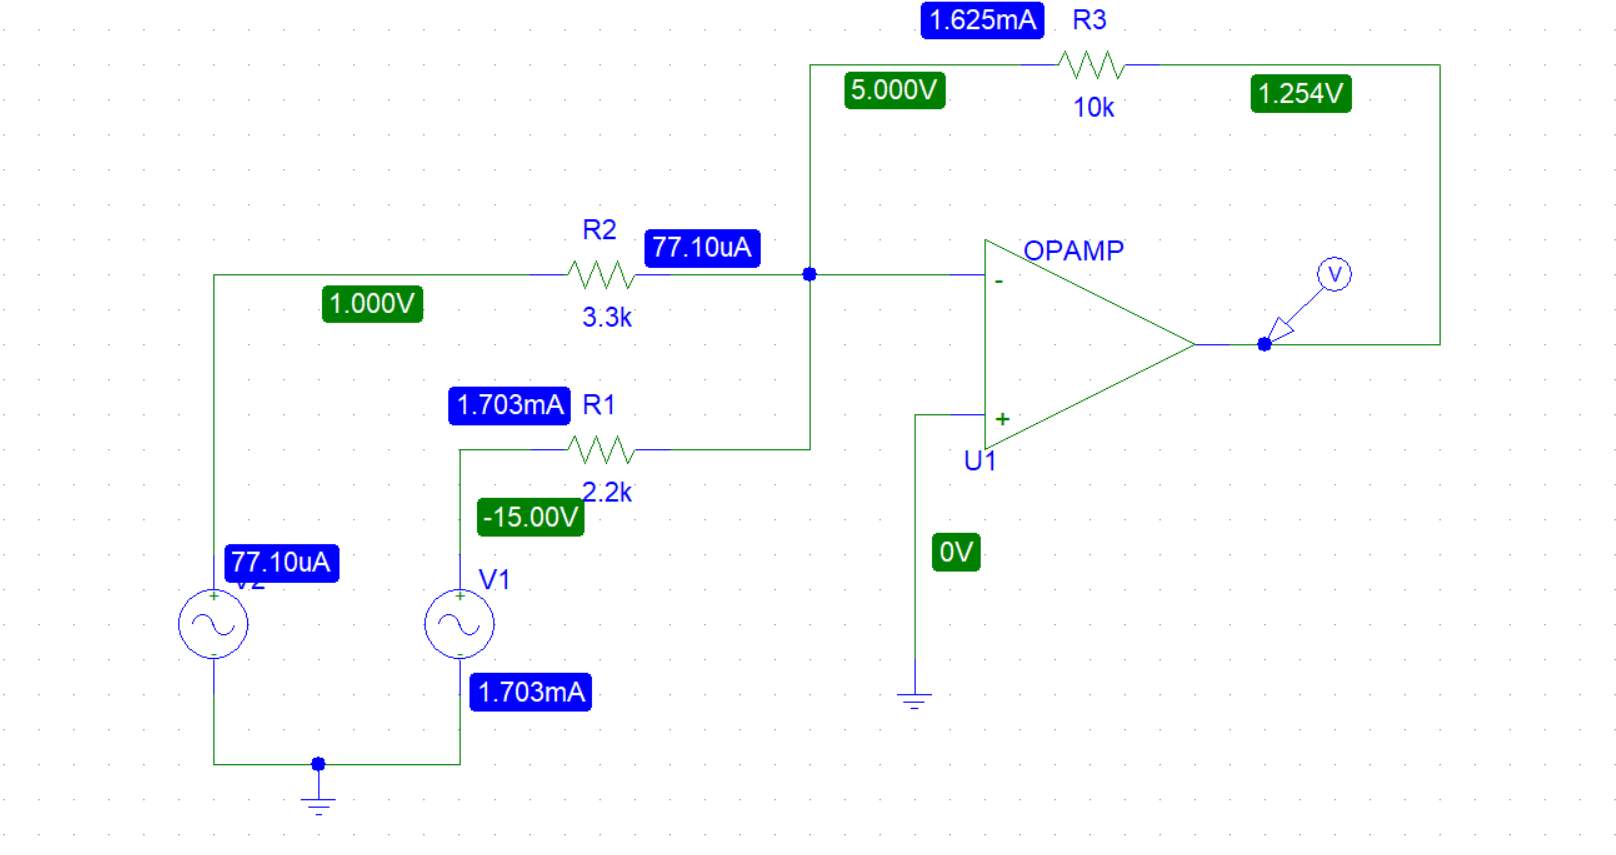 1.625mA R3
5.000V
1.254V
10k
R2
77.10uA
OPAMP
-
V
1.000V
3.3k
1.703mA R1
+
U1
2.2k
-15.00V
0V
77.10uA
V2
V1
+
+
-
-
1.703mA